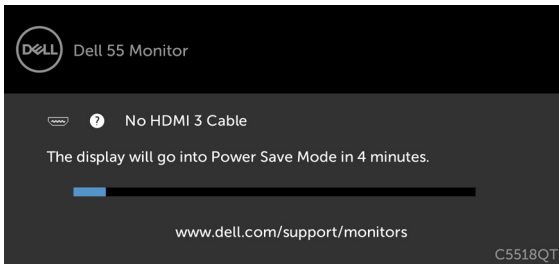 DELL Dell 55 Monitor
? No HDMI 3 Cable
The display will go into Power Save Mode in 4 minutes.
www.dell.com/support/monitors
C5518QT